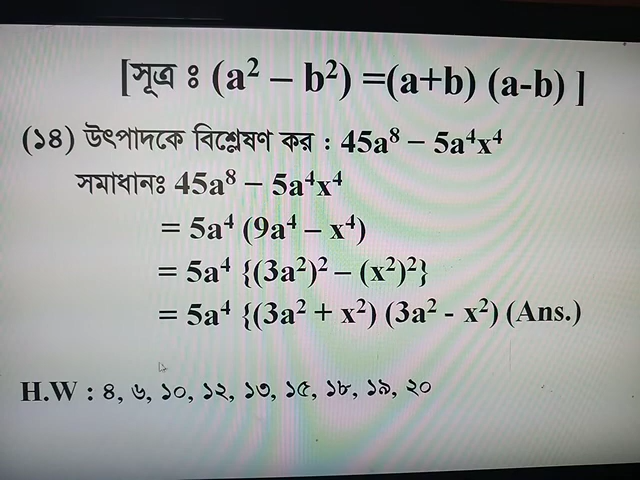 [সূত্র ঃ (a² – b²) =(a+b) (a-b) ]
(১৪) উৎপাদকে বিশ্লেষণ কর : 45a⁸ – 5a⁴x⁴
সমাধানঃ 45a⁸ – 5a⁴x⁴
= 5a⁴ (9a⁴ – x⁴)
= 5a⁴ {(3a²)² – (x²)²}
= 5a⁴ {(3a² + x²) (3a² - x²) (Ans.)
H.W : ৪, ৬, ১০, ১২, ১৩, ১৫, ১৮, ১৯, ২০